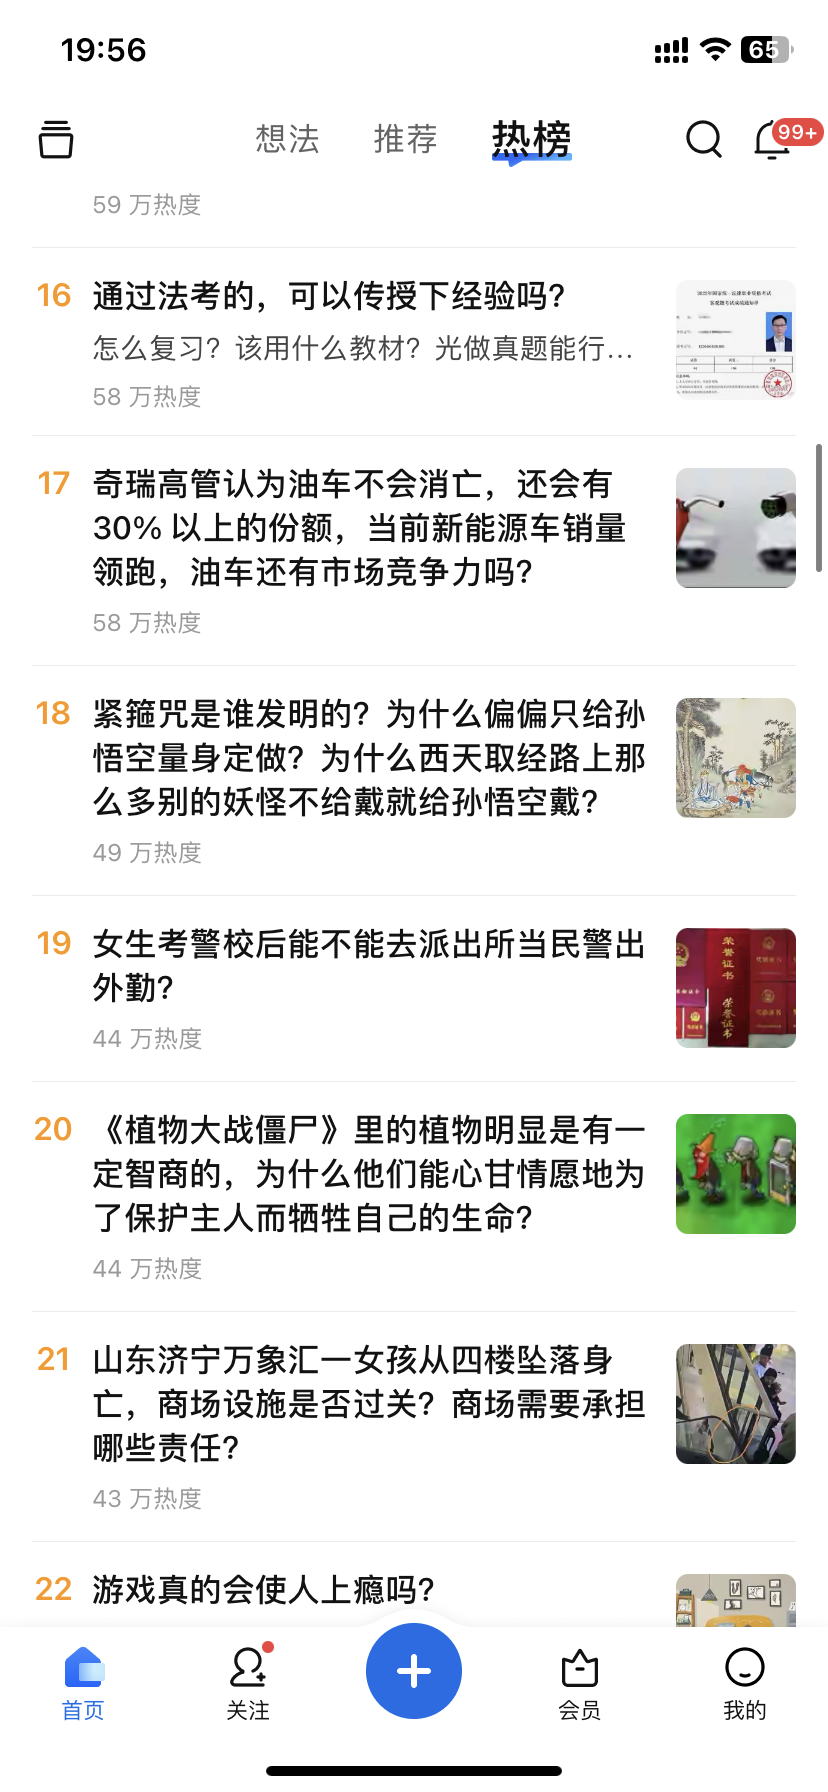 19:56
65
想法 推荐 热榜 99+
59 万热度
16 通过法考的，可以传授下经验吗？
怎么复习？该用什么教材？光做真题能行...
58 万热度
17 奇瑞高管认为油车不会消亡，还会有
30% 以上的份额，当前新能源车销量
领跑，油车还有市场竞争力吗？
58 万热度
18 紧箍咒是谁发明的？为什么偏偏只给孙
悟空量身定做？为什么西天取经路上那
么多别的妖怪不给戴就给孙悟空戴？
49 万热度
19 女生考警校后能不能去派出所当民警出
外勤？
44 万热度
荣誉证书
荣誉证书
20 《植物大战僵尸》里的植物明显是有一
定智商的，为什么他们能心甘情愿地为
了保护主人而牺牲自己的生命？
44 万热度
21 山东济宁万象汇一女孩从四楼坠落身
亡，商场设施是否过关？商场需要承担
哪些责任？
43 万热度
22 游戏真的会使人上瘾吗？
首页 关注 会员 我的